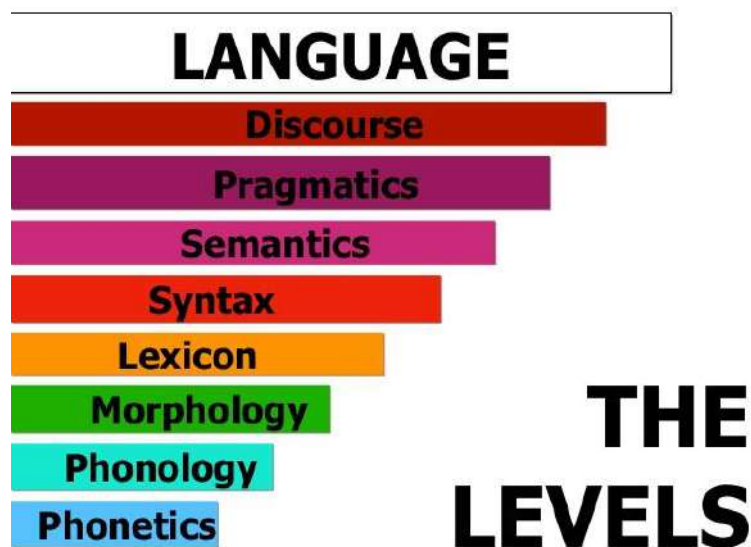 LANGUAGE
Discourse
Pragmatics
Semantics
Syntax
Lexicon
Morphology
Phonology
Phonetics
THE
LEVELS